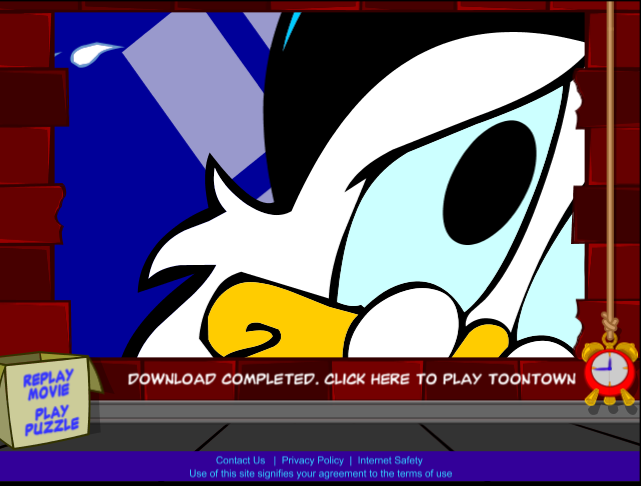 DOWNLOAD COMPLETED. CLICK HERE TO PLAY TOONTOWN
REPLAY
MOVIE
PLAY
PUZZLE
Contact Us | Privacy Policy | Internet Safety
Use of this site signifies your agreement to the terms of use